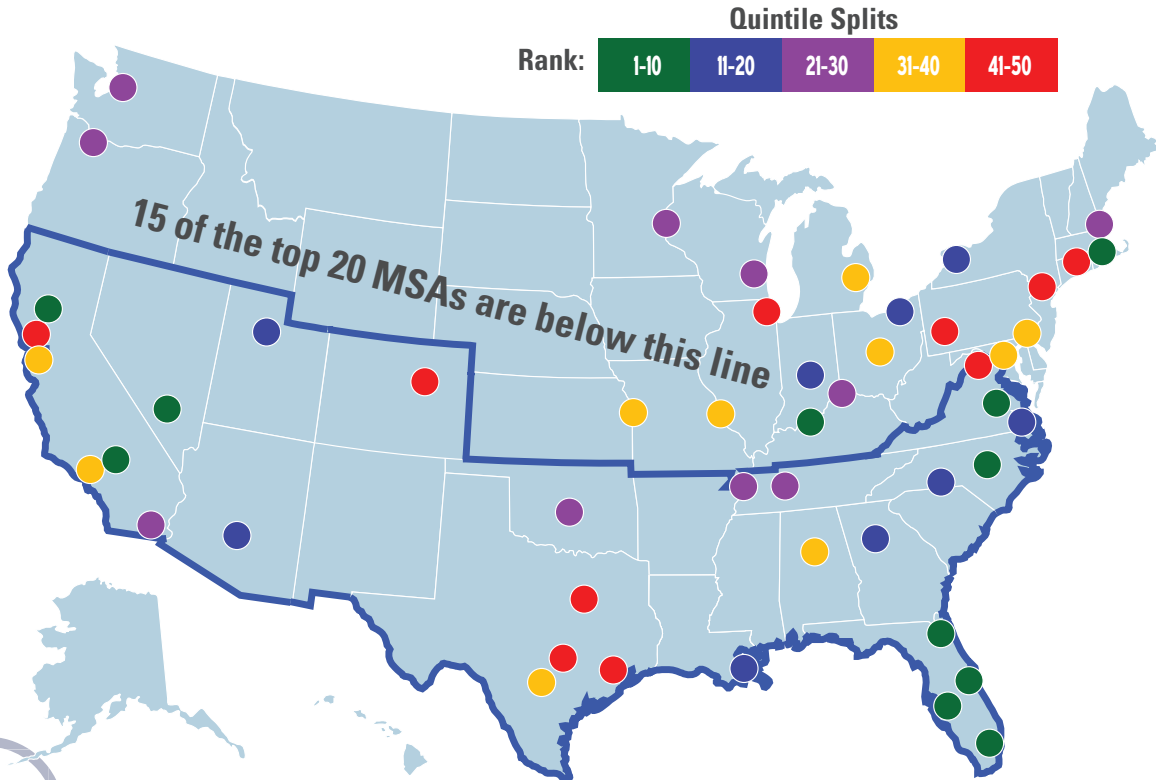 Quintile Splits
Rank: 1-10 11-20 21-30 31-40 41-50
15 of the top 20 MSAs are below this line